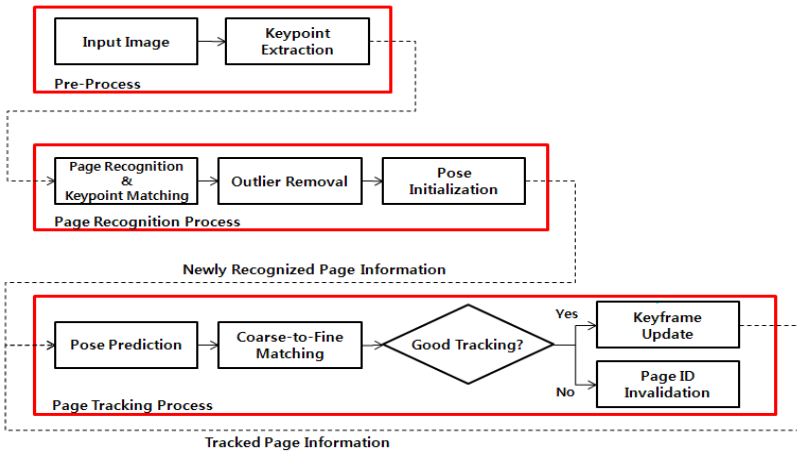 Input Image
Keypoint
Extraction
Pre-Process
Page Recognition
&
Keypoint Matching
Outlier Removal
Pose
Initialization
Page Recognition Process
Newly Recognized Page Information
Pose Prediction
Coarse-to-Fine
Matching
Good Tracking?
Yes
No
Keyframe
Update
Page ID
Invalidation
Page Tracking Process
Tracked Page Information